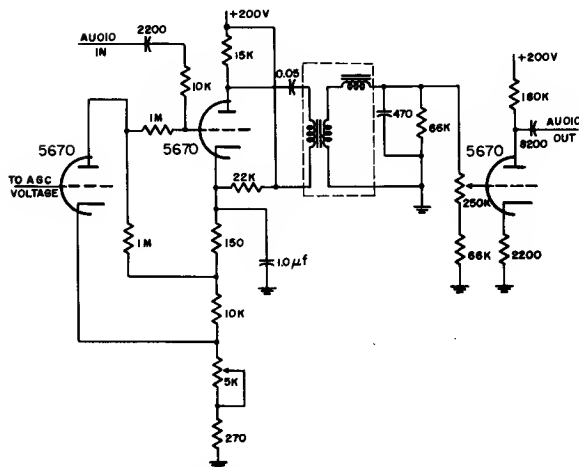 +200V
AUDIO
IN
2200
15K
10K
0.05
1M
5670
5670
TO AGC
VOLTAGE
22K
1M
150
1.0µf
10K
5K
270
470
66K
+200V
180K
AUDIO
OUT
8200
5670
250K
66K
2200